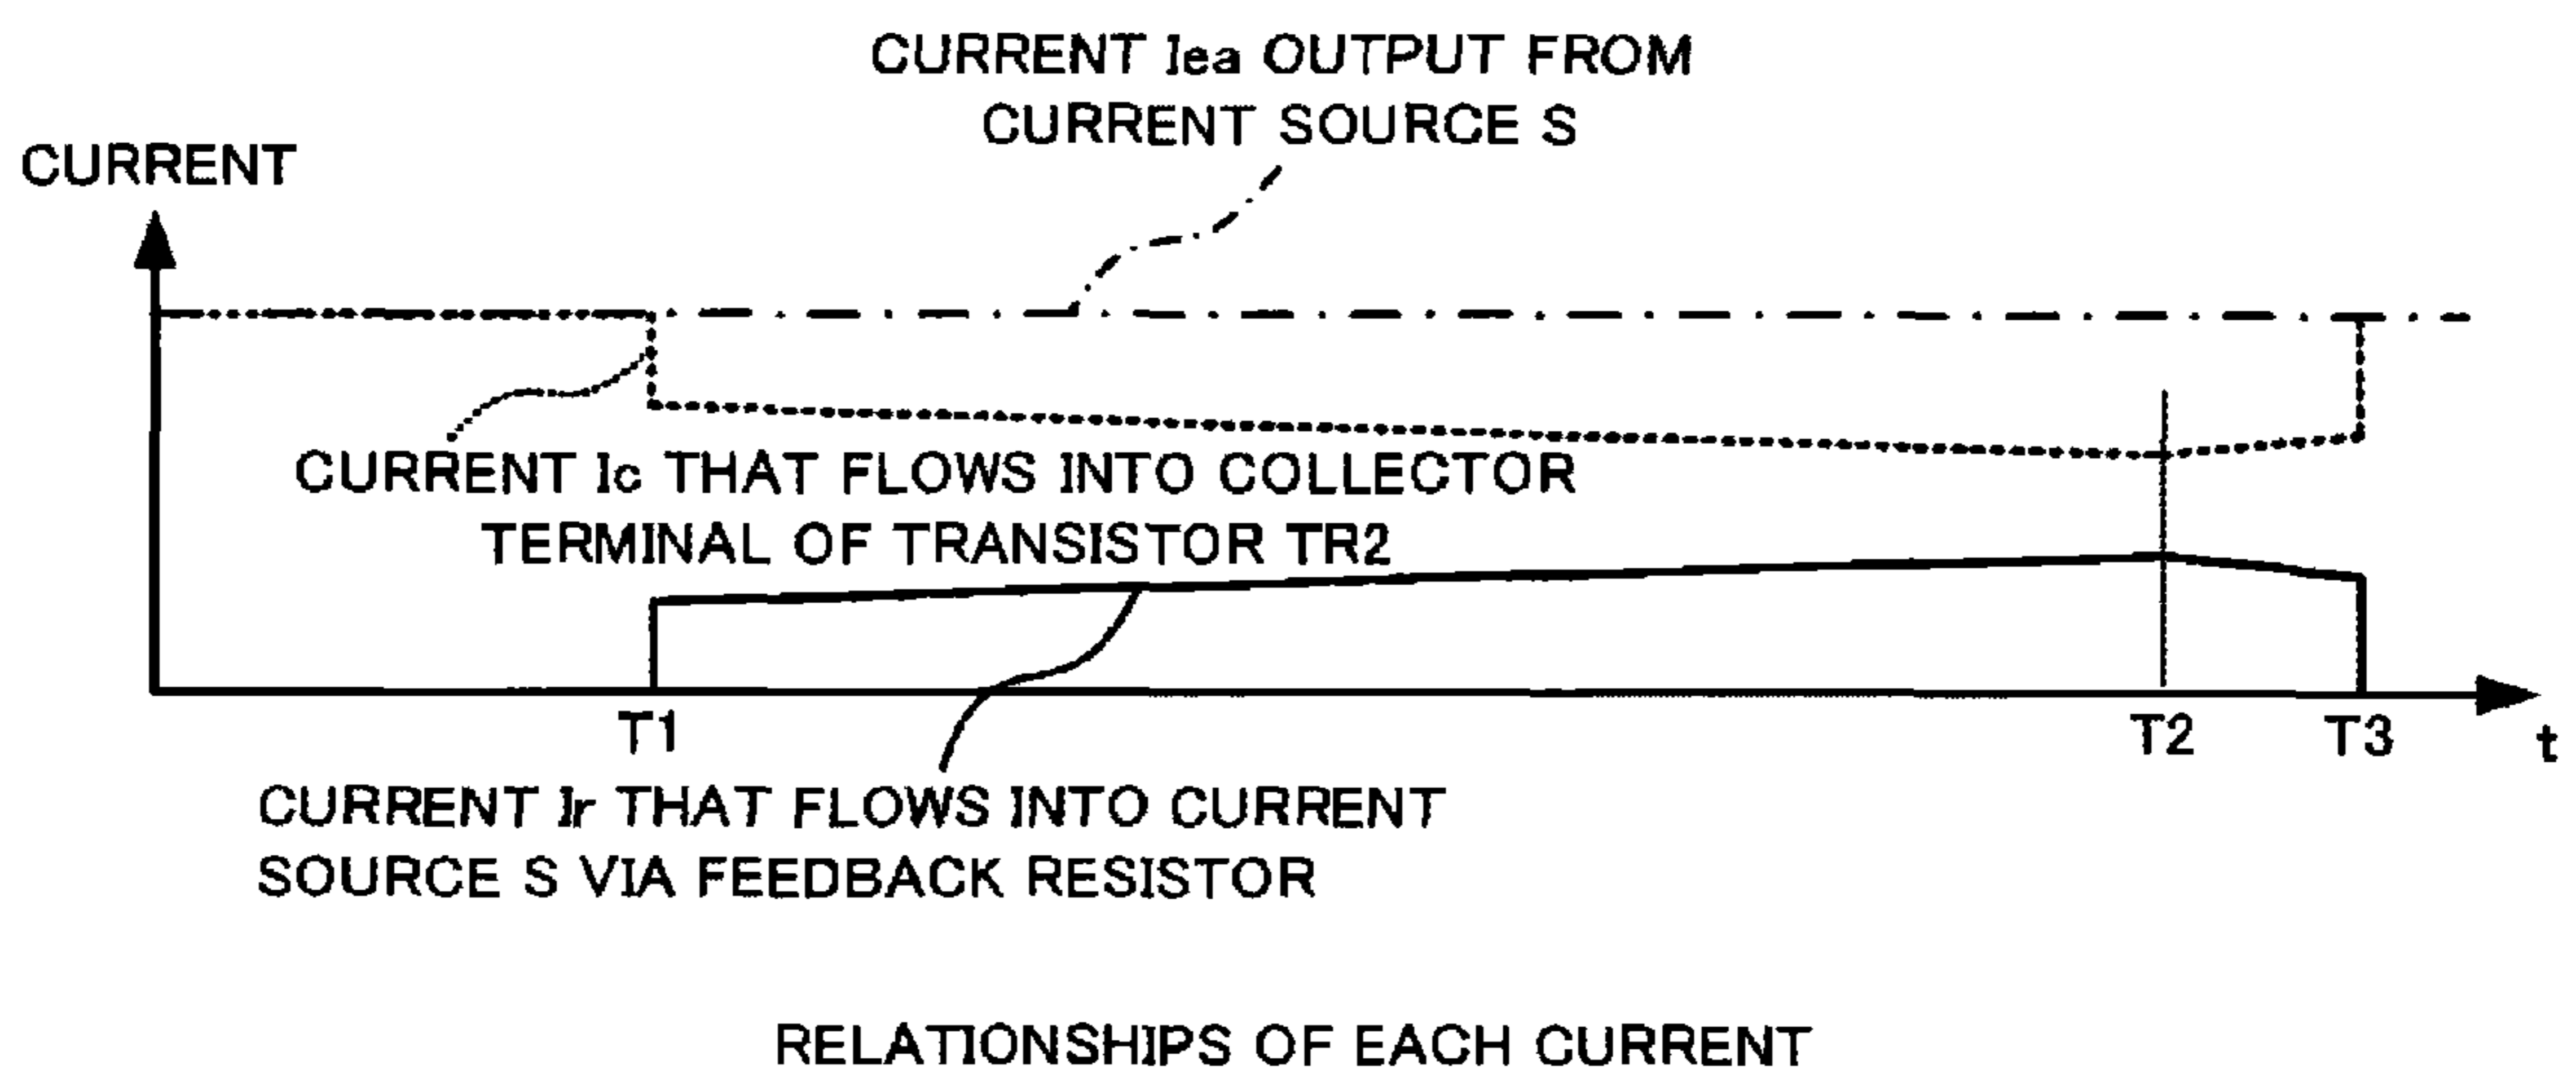 CURRENT Iea OUTPUT FROM
CURRENT SOURCE S
CURRENT
CURRENT Ic THAT FLOWS INTO COLLECTOR
TERMINAL OF TRANSISTOR TR2
T1
T2
T3
t
CURRENT Ir THAT FLOWS INTO CURRENT
SOURCE S VIA FEEDBACK RESISTOR
RELATIONSHIPS OF EACH CURRENT